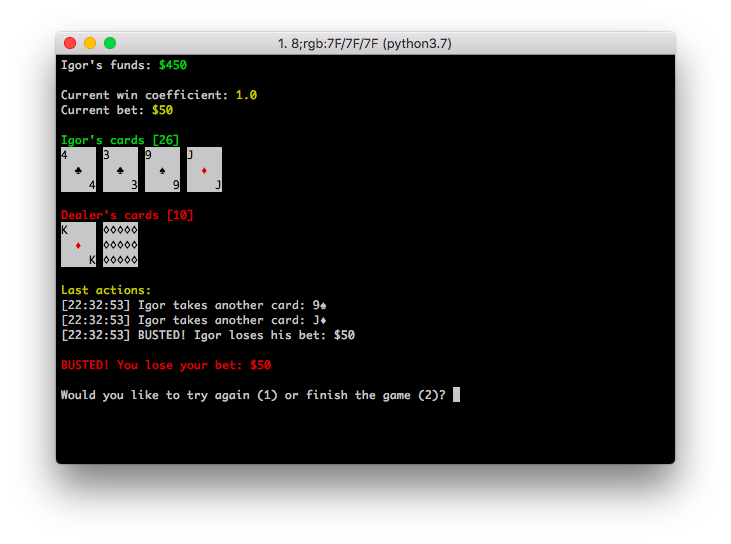 1. 8;rgb:7F/7F/7F (python3.7)
Igor's funds: $450
Current win coefficient: 1.0
Current bet: $50
Igor's cards [26]
4 3 9 J
♣ ♣ ♠ ♦
4 3 9 J
Dealer's cards [10]
K ◊◊◊◊◊
♦ ◊◊◊◊◊
K ◊◊◊◊◊
Last actions:
[22:32:53] Igor takes another card: 9♠
[22:32:53] Igor takes another card: J♦
[22:32:53] BUSTED! Igor loses his bet: $50
BUSTED! You lose your bet: $50
Would you like to try again (1) or finish the game (2)?